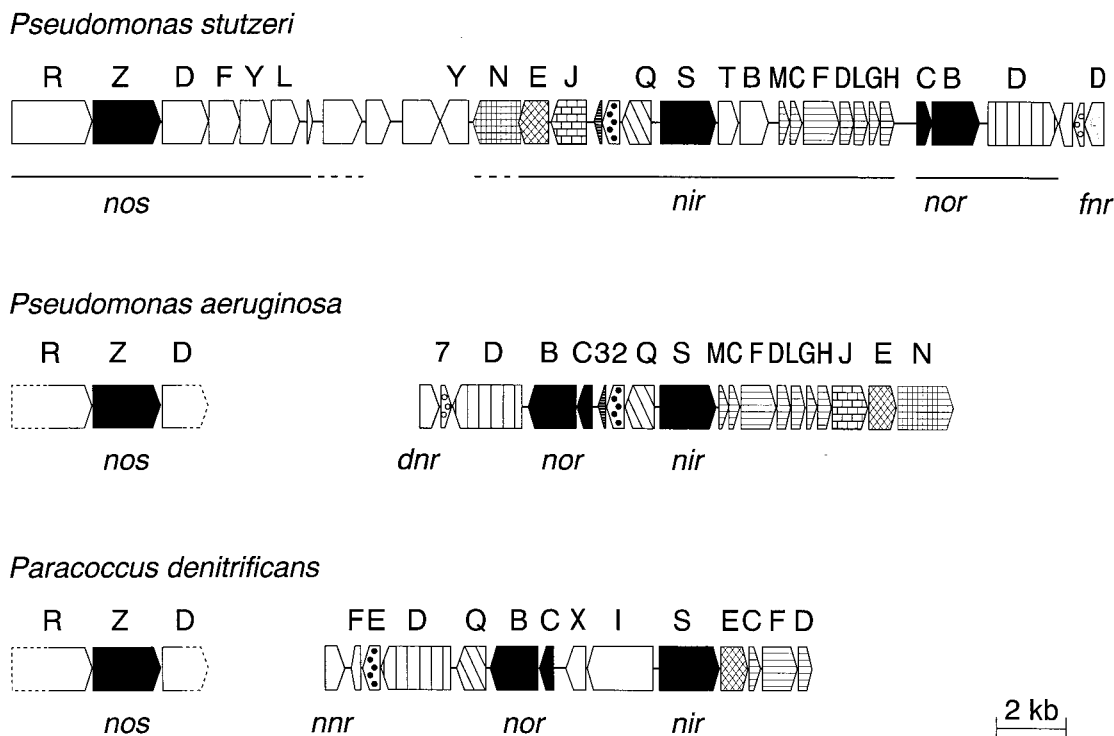 Pseudomonas stutzeri
R Z D F Y L Y N E J Q S T B M C F D L G H C B D D
nos nir nor fnr
Pseudomonas aeruginosa
R Z D 7 D B C 3 2 Q S M C F D L G H J E N
nos dnr nor nir
Paracoccus denitrificans
R Z D F E D Q B C X I S E C F D
nos nnr nor nir
2 kb